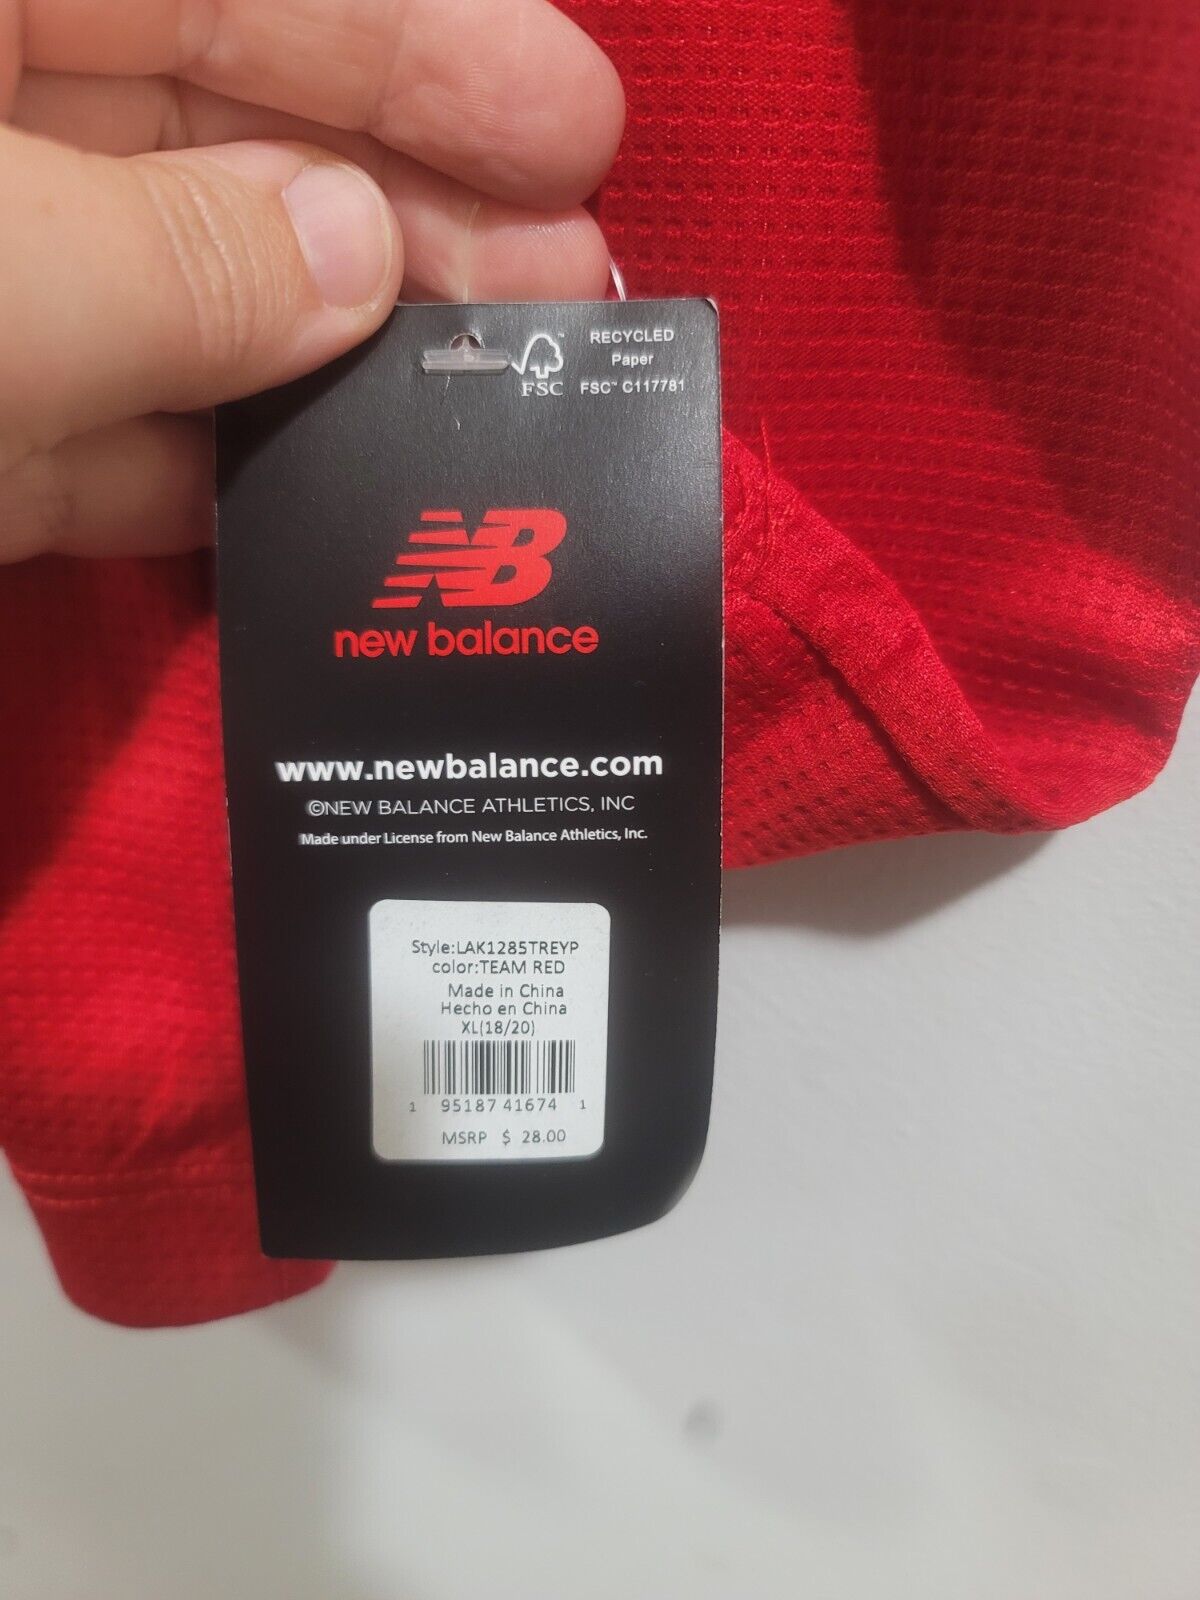 RECYCLED
Paper
FSC™ C117781
FSC
NB
new balance
www.newbalance.com
©NEW BALANCE ATHLETICS, INC
Made under License from New Balance Athletics, Inc.
Style:LAK1285TREYP
color:TEAM RED
Made in China
Hecho en China
XL(18/20)
1 95187 41674 1
MSRP $ 28.00